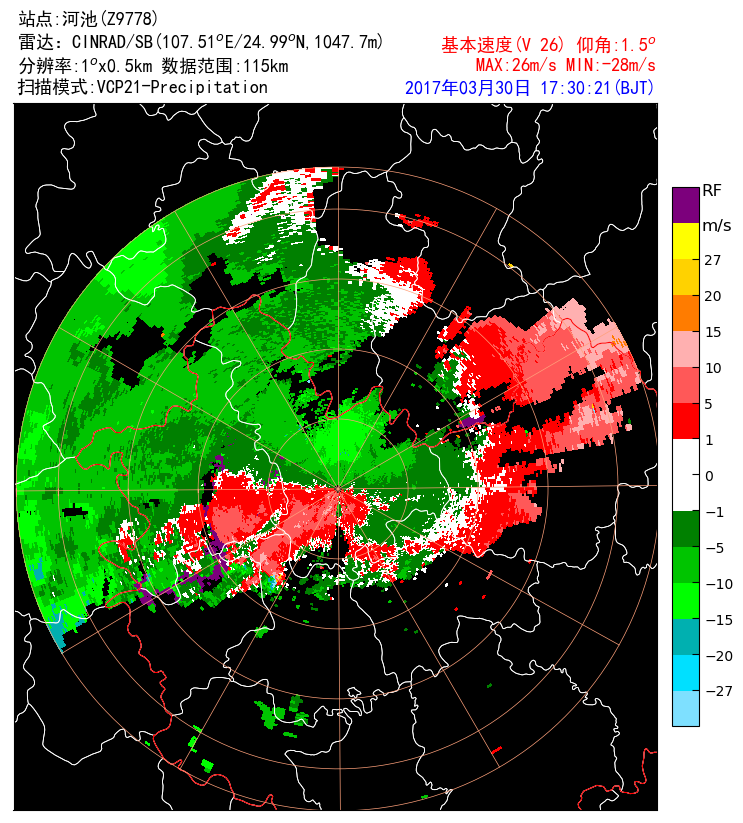 站点:河池(Z9778)
雷达: CINRAD/SB(107.51°E/24.99°N,1047.7m)
分辨率:1°x0.5km 数据范围:115km
扫描模式:VCP21-Precipitation
基本速度(V 26) 仰角:1.5°
MAX:26m/s MIN:-28m/s
2017年03月30日 17:30:21(BJT)
RF
m/s
27
20
15
10
5
1
0
−1
−5
−10
−15
−20
−27